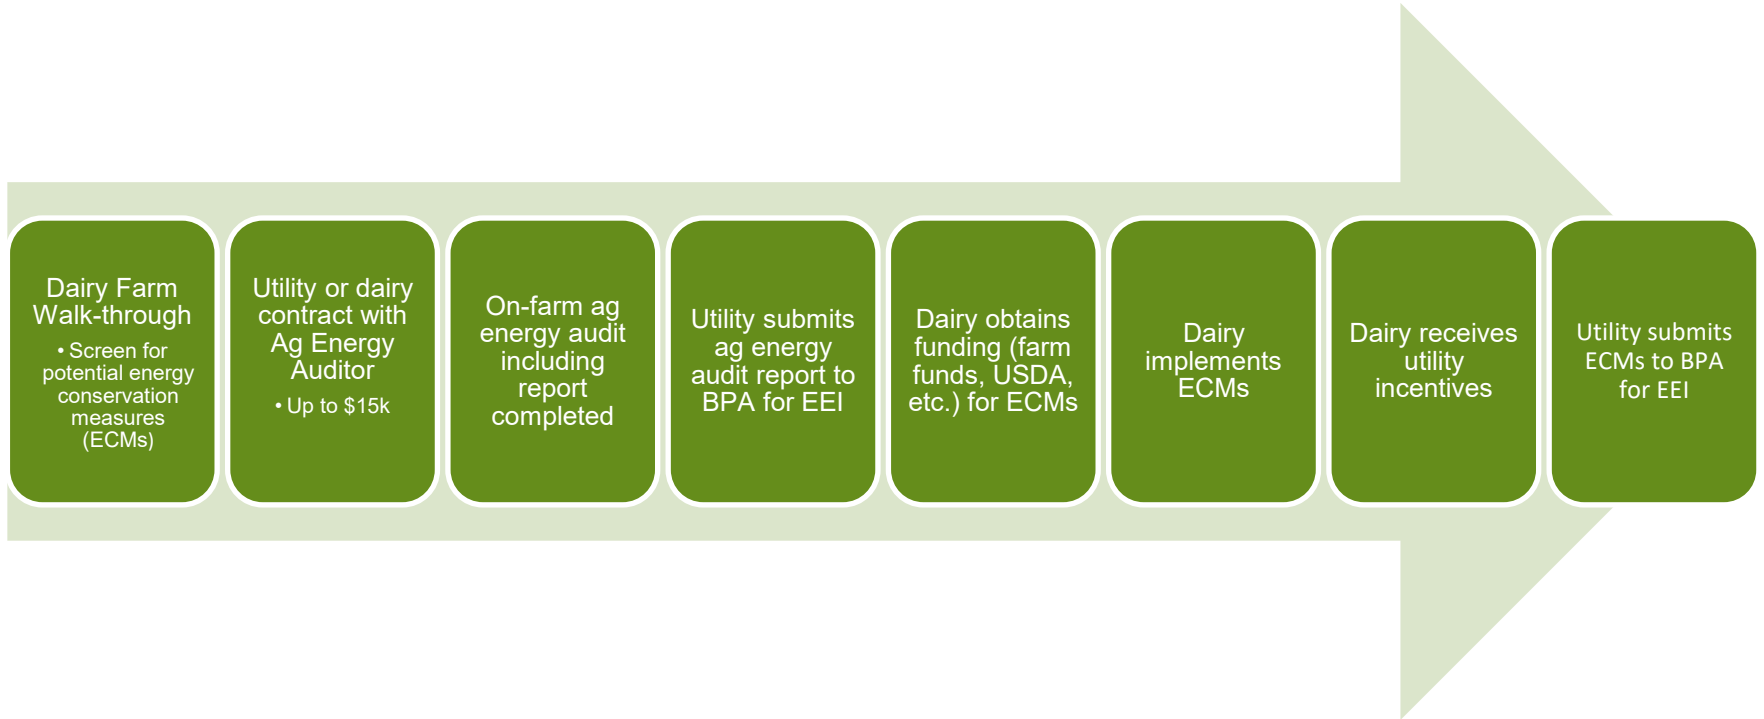 Dairy Farm
Walk-through
• Screen for
potential energy
conservation
measures
(ECMs)
Utility or dairy
contract with
Ag Energy
Auditor
• Up to $15k
On-farm ag
energy audit
including
report
completed
Utility submits
ag energy
audit report to
BPA for EEI
Dairy obtains
funding (farm
funds, USDA,
etc.) for ECMs
Dairy
implements
ECMs
Dairy receives
utility
incentives
Utility submits
ECMs to BPA
for EEI